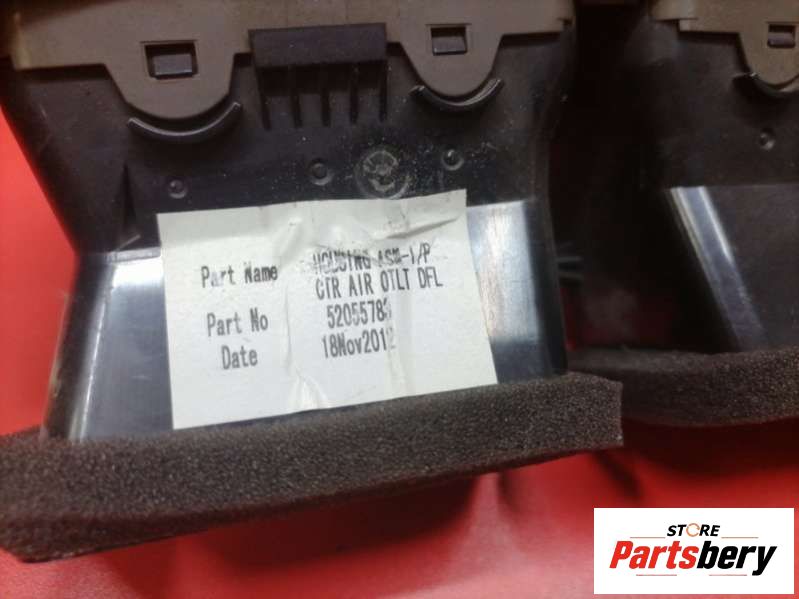 Part Name HOUSING ASM-I/P
CTR AIR OTLT DFL
Part No
Date 18Nov2012
STORE
Partsbery